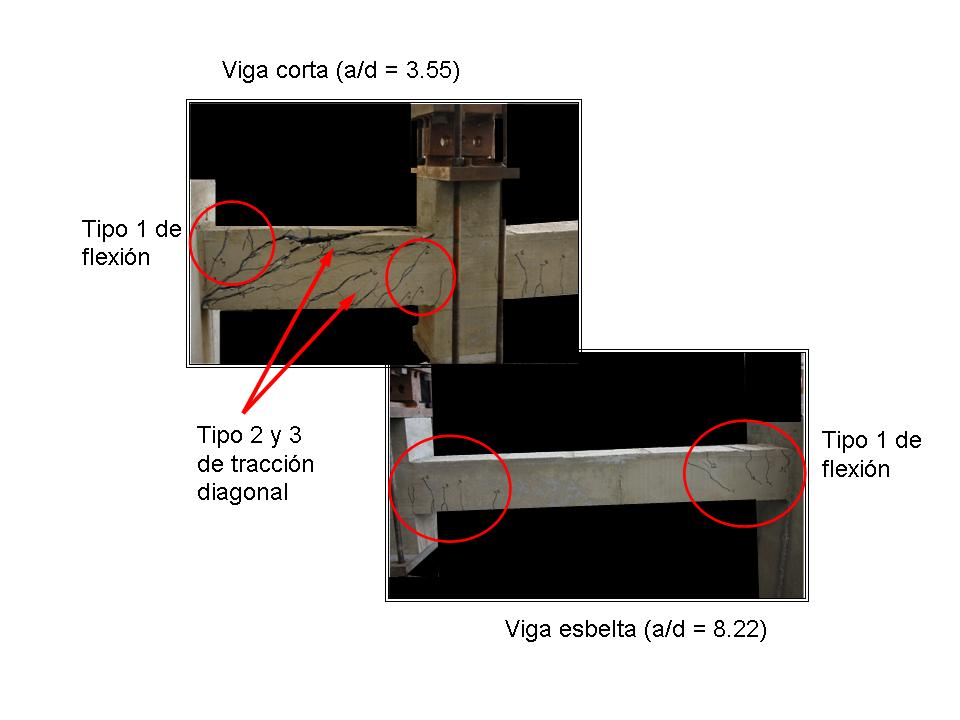 Viga corta (a/d = 3.55)
Tipo 1 de
flexión
Tipo 2 y 3
de tracción
diagonal
Tipo 1 de
flexión
Viga esbelta (a/d = 8.22)